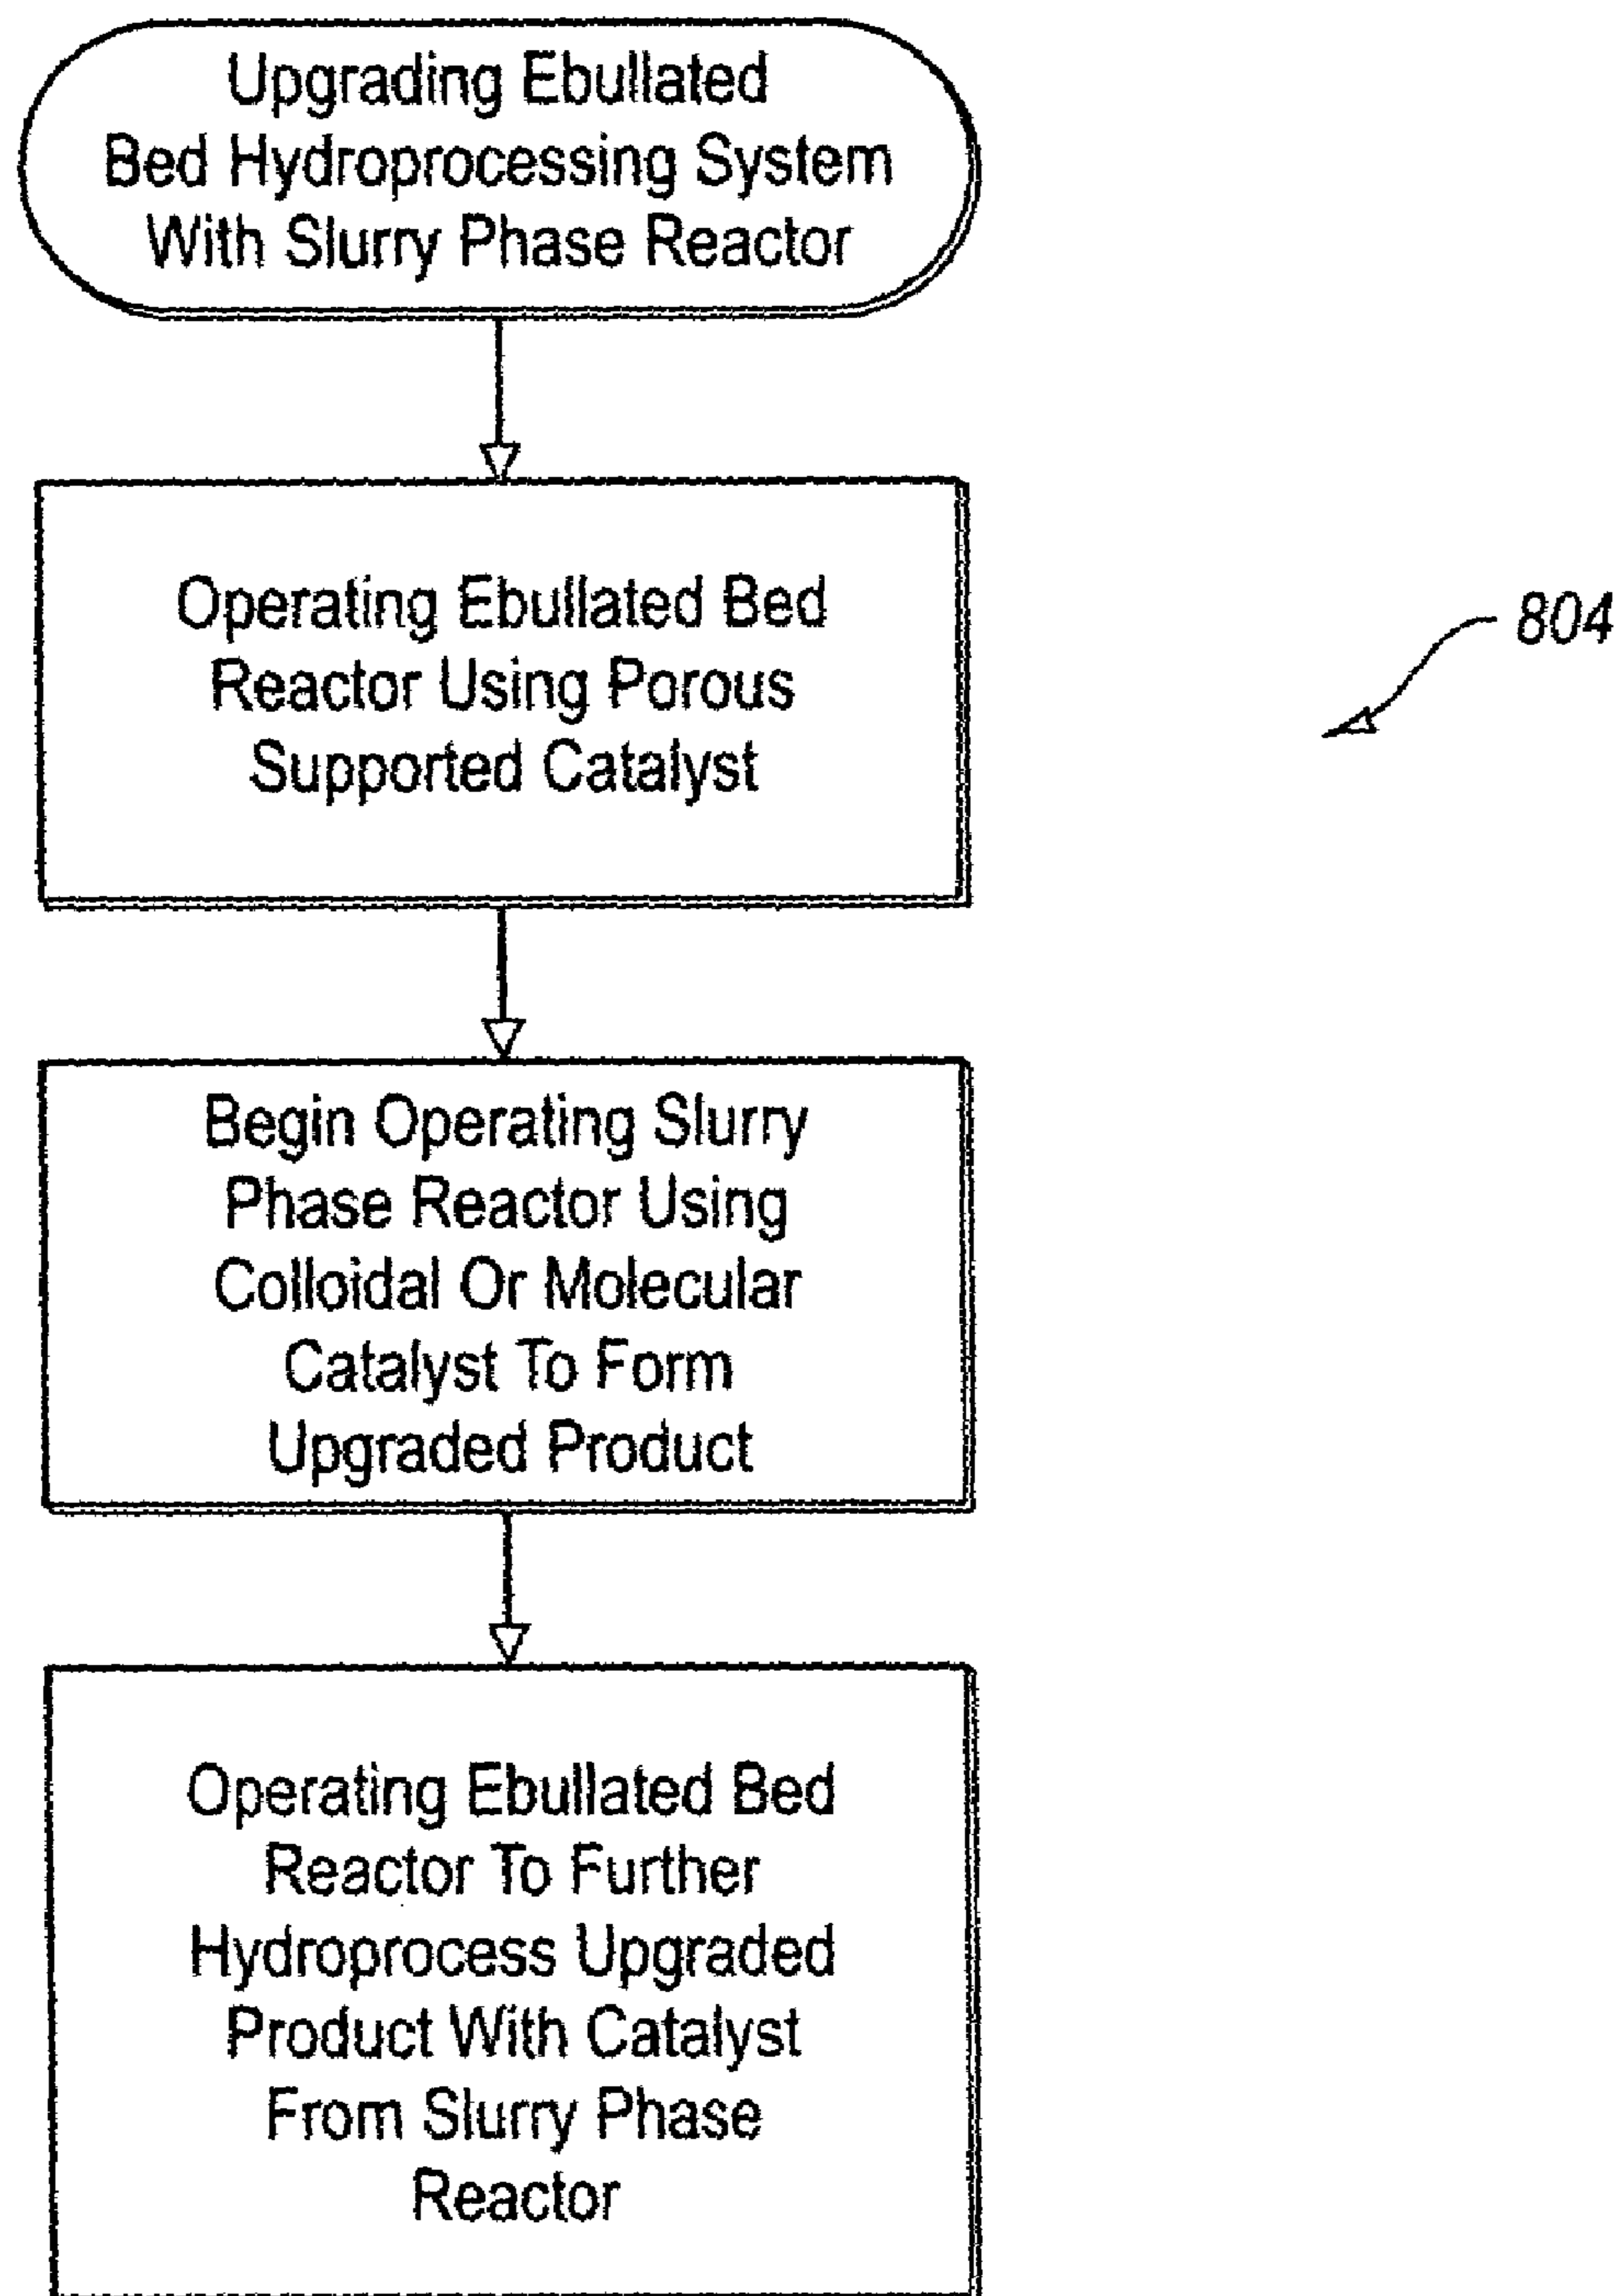 Upgrading Ebullated
Bed Hydroprocessing System
With Slurry Phase Reactor
Operating Ebullated Bed
Reactor Using Porous
Supported Catalyst
804
Begin Operating Slurry
Phase Reactor Using
Colloidal Or Molecular
Catalyst To Form
Upgraded Product
Operating Ebullated Bed
Reactor To Further
Hydroprocess Upgraded
Product With Catalyst
From Slurry Phase
Reactor